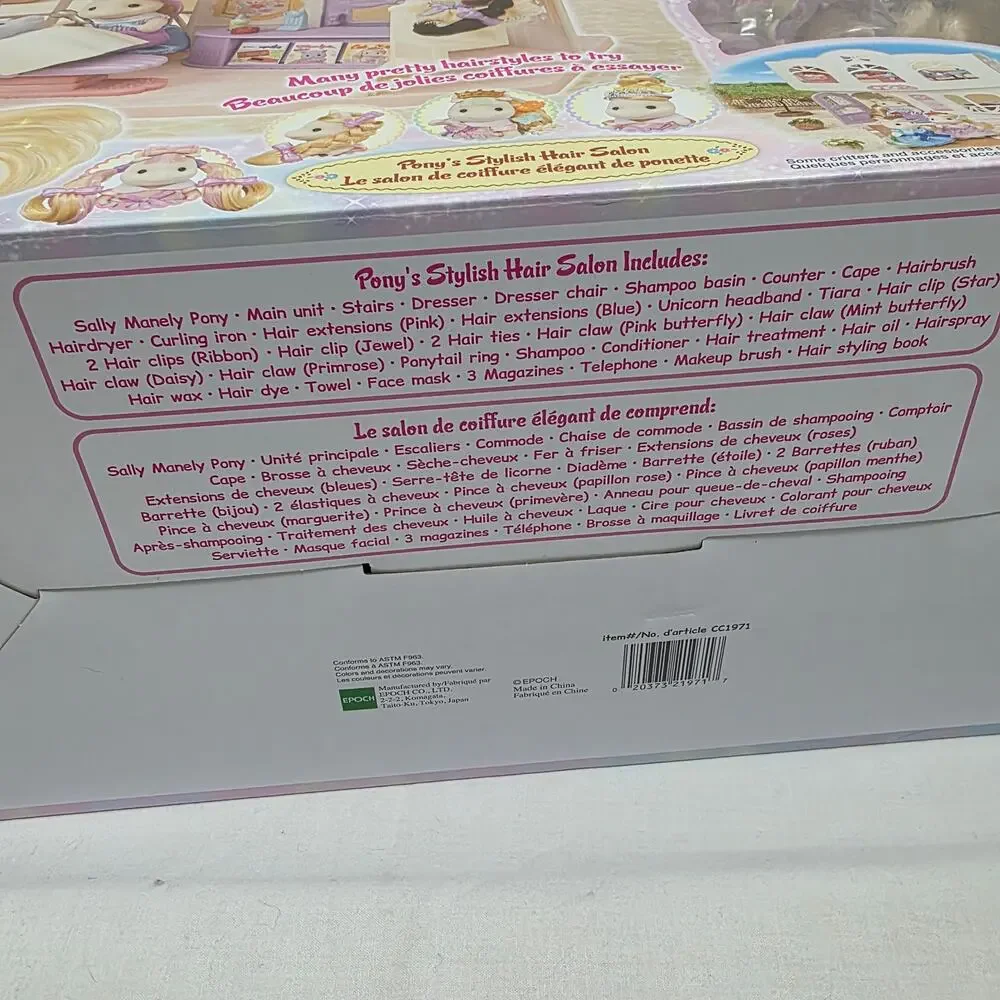 Many pretty hairstyles to try
Beaucoup de jolies coiffures à essayer
Pony's Stylish Hair Salon
Le salon de coiffure élégant de ponette
Some critters and
Quelques personnages et
Pony's Stylish Hair Salon Includes:
Sally Manely Pony · Main unit · Stairs · Dresser · Dresser chair · Shampoo basin · Counter · Cape · Hairbrush
Hairdryer · Curling iron · Hair extensions (Pink) · Hair extensions (Blue) · Unicorn headband · Tiara · Hair clip (Star)
2 Hair clips (Ribbon) · Hair clip (Jewel) · 2 Hair ties · Hair claw (Pink butterfly) · Hair claw (Mint butterfly)
Hair claw (Daisy) · Hair claw (Primrose) · Ponytail ring · Shampoo · Conditioner · Hair treatment · Hair oil · Hairspray
Hair wax · Hair dye · Towel · Face mask · 3 Magazines · Telephone · Makeup brush · Hair styling book
Le salon de coiffure élégant de comprend:
Sally Manely Pony · Unité principale · Escaliers · Commode · Chaise de commode · Bassin de shampooing · Comptoir
Cape · Brosse à cheveux · Sèche-cheveux · Fer à friser · Extensions de cheveux (roses)
Extensions de cheveux (bleues) · Serre-tête de licorne · Diadème · Barrette (étoile) · 2 Barrettes (ruban)
Barrette (bijou) · 2 élastiques à cheveux · Pince à cheveux (papillon rose) · Pince à cheveux (papillon menthe)
Pince à cheveux (marguerite) · Prince à cheveux (primevère) · Anneau pour queue-de-cheval · Shampooing
Après-shampooing · Traitement des cheveux · Huile à cheveux · Laque · Cire pour cheveux · Colorant pour cheveux
Serviette · Masque facial · 3 magazines · Téléphone · Brosse à maquillage · Livret de coiffure
item#/No. d'article CC1971
0 20373 21971 7
Conforms to ASTM F963.
Conforme à ASTM F963.
Colors and decorations may vary.
Les couleurs et décorations peuvent varier.
EPOCH
Manufactured by/Fabriqué par
EPOCH CO., LTD.
2-2-2, Komagata,
Taito-Ku, Tokyo, Japan
© EPOCH
Made in China
Fabriqué en Chine